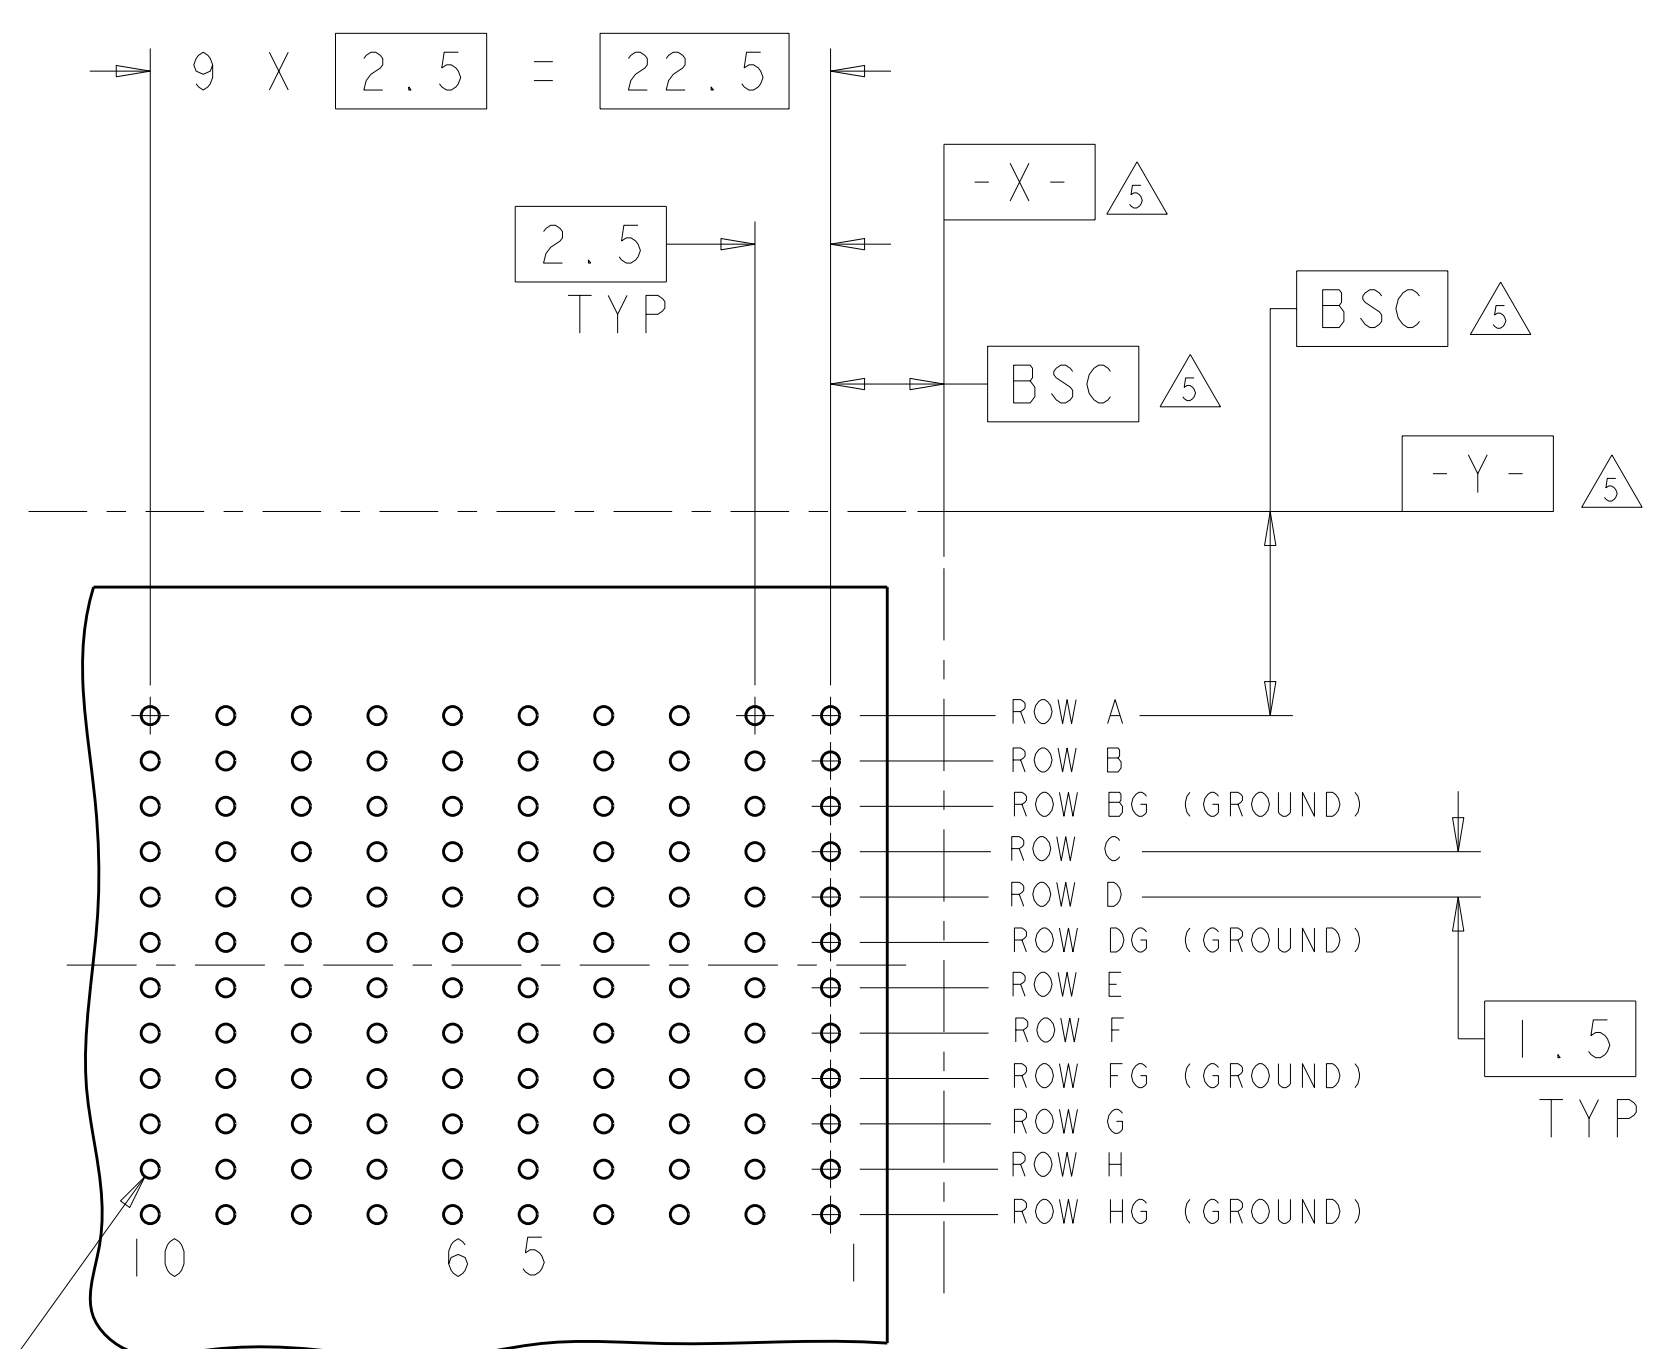 9 X 2.5 = 22.5
-X- 5
2.5
TYP
BSC 5
BSC 5
-Y- 5
ROW A
ROW B
ROW BG (GROUND)
ROW C
ROW D
ROW DG (GROUND)
ROW E
ROW F
ROW FG (GROUND)
1.5
TYP
ROW G
ROW H
ROW HG (GROUND)
10 6 5 1